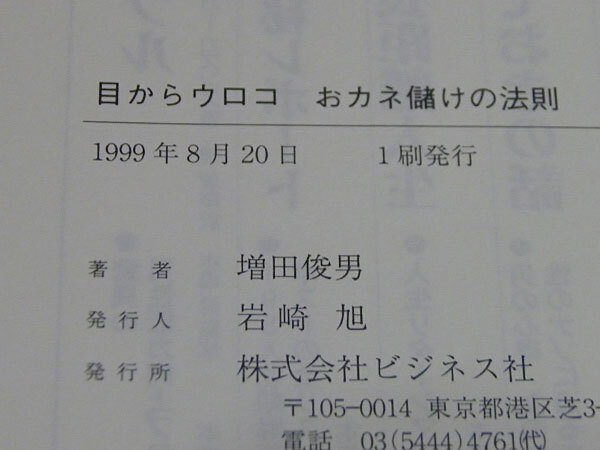 目からウロコ　おカネ儲けの法則
1999年8月20日　1刷発行
著　者　増田俊男
発行人　岩崎　旭
発行所　株式会社ビジネス社
〒105−0014 東京都港区芝3-
電話　03(5444)4761㈹